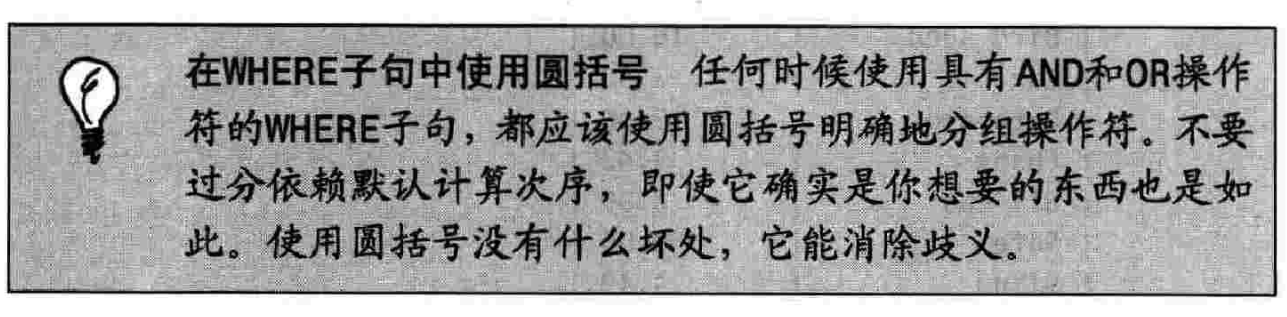 在WHERE子句中使用圆括号 任何时候使用具有AND和OR操作
符的WHERE子句，都应该使用圆括号明确地分组操作符。不要
过分依赖默认计算次序，即使它确实是你想要的东西也是如
此。使用圆括号没有什么坏处，它能消除歧义。